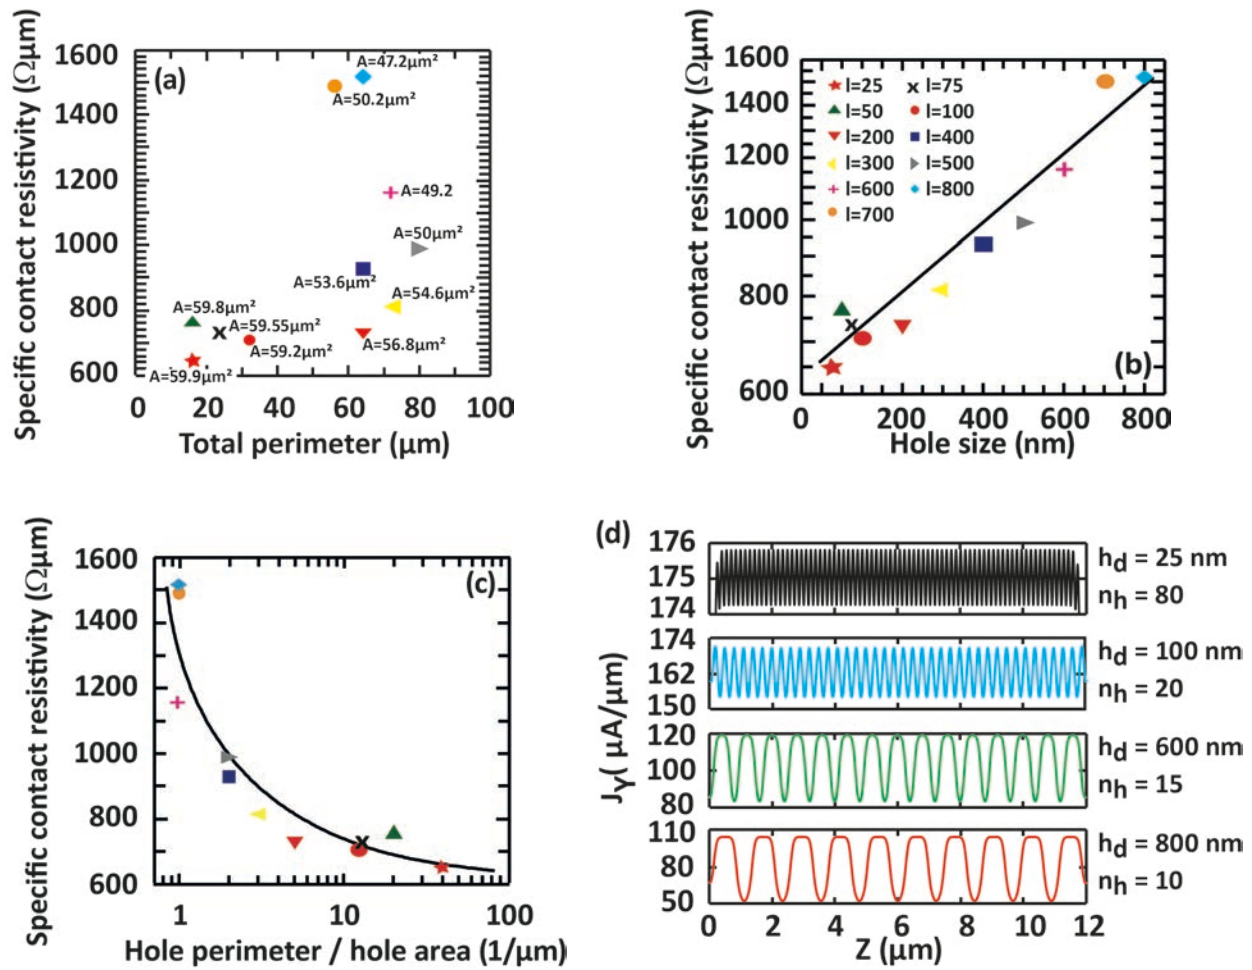 (a)
Specific contact resistivity (Ωµm)
1600
1400
1200
1000
800
600
A=47.2µm²
A=50.2µm²
A=49.2
A=50µm²
A=53.6µm²
A=54.6µm²
A=59.8µm²
A=59.55µm²
A=59.2µm²
A=56.8µm²
A=59.9µm²
0 20 40 60 80 100
Total perimeter (µm)
Specific contact resistivity (Ωµm)
1600
1400
1200
1000
800
600
l=25 l=75
l=50 l=100
l=200 l=400
l=300 l=500
l=600 l=800
l=700
(b)
0 200 400 600 800
Hole size (nm)
Specific contact resistivity (Ωµm)
1600
1400
1200
1000
800
600
(c)
1 10 100
Hole perimeter / hole area (1/µm)
(d)
J_Y( µA/µm)
176
175
174
h_d = 25 nm
n_h = 80
174
162
150
h_d = 100 nm
n_h = 20
120
100
80
h_d = 600 nm
n_h = 15
110
80
50
h_d = 800 nm
n_h = 10
0 2 4 6 8 10 12
Z (µm)